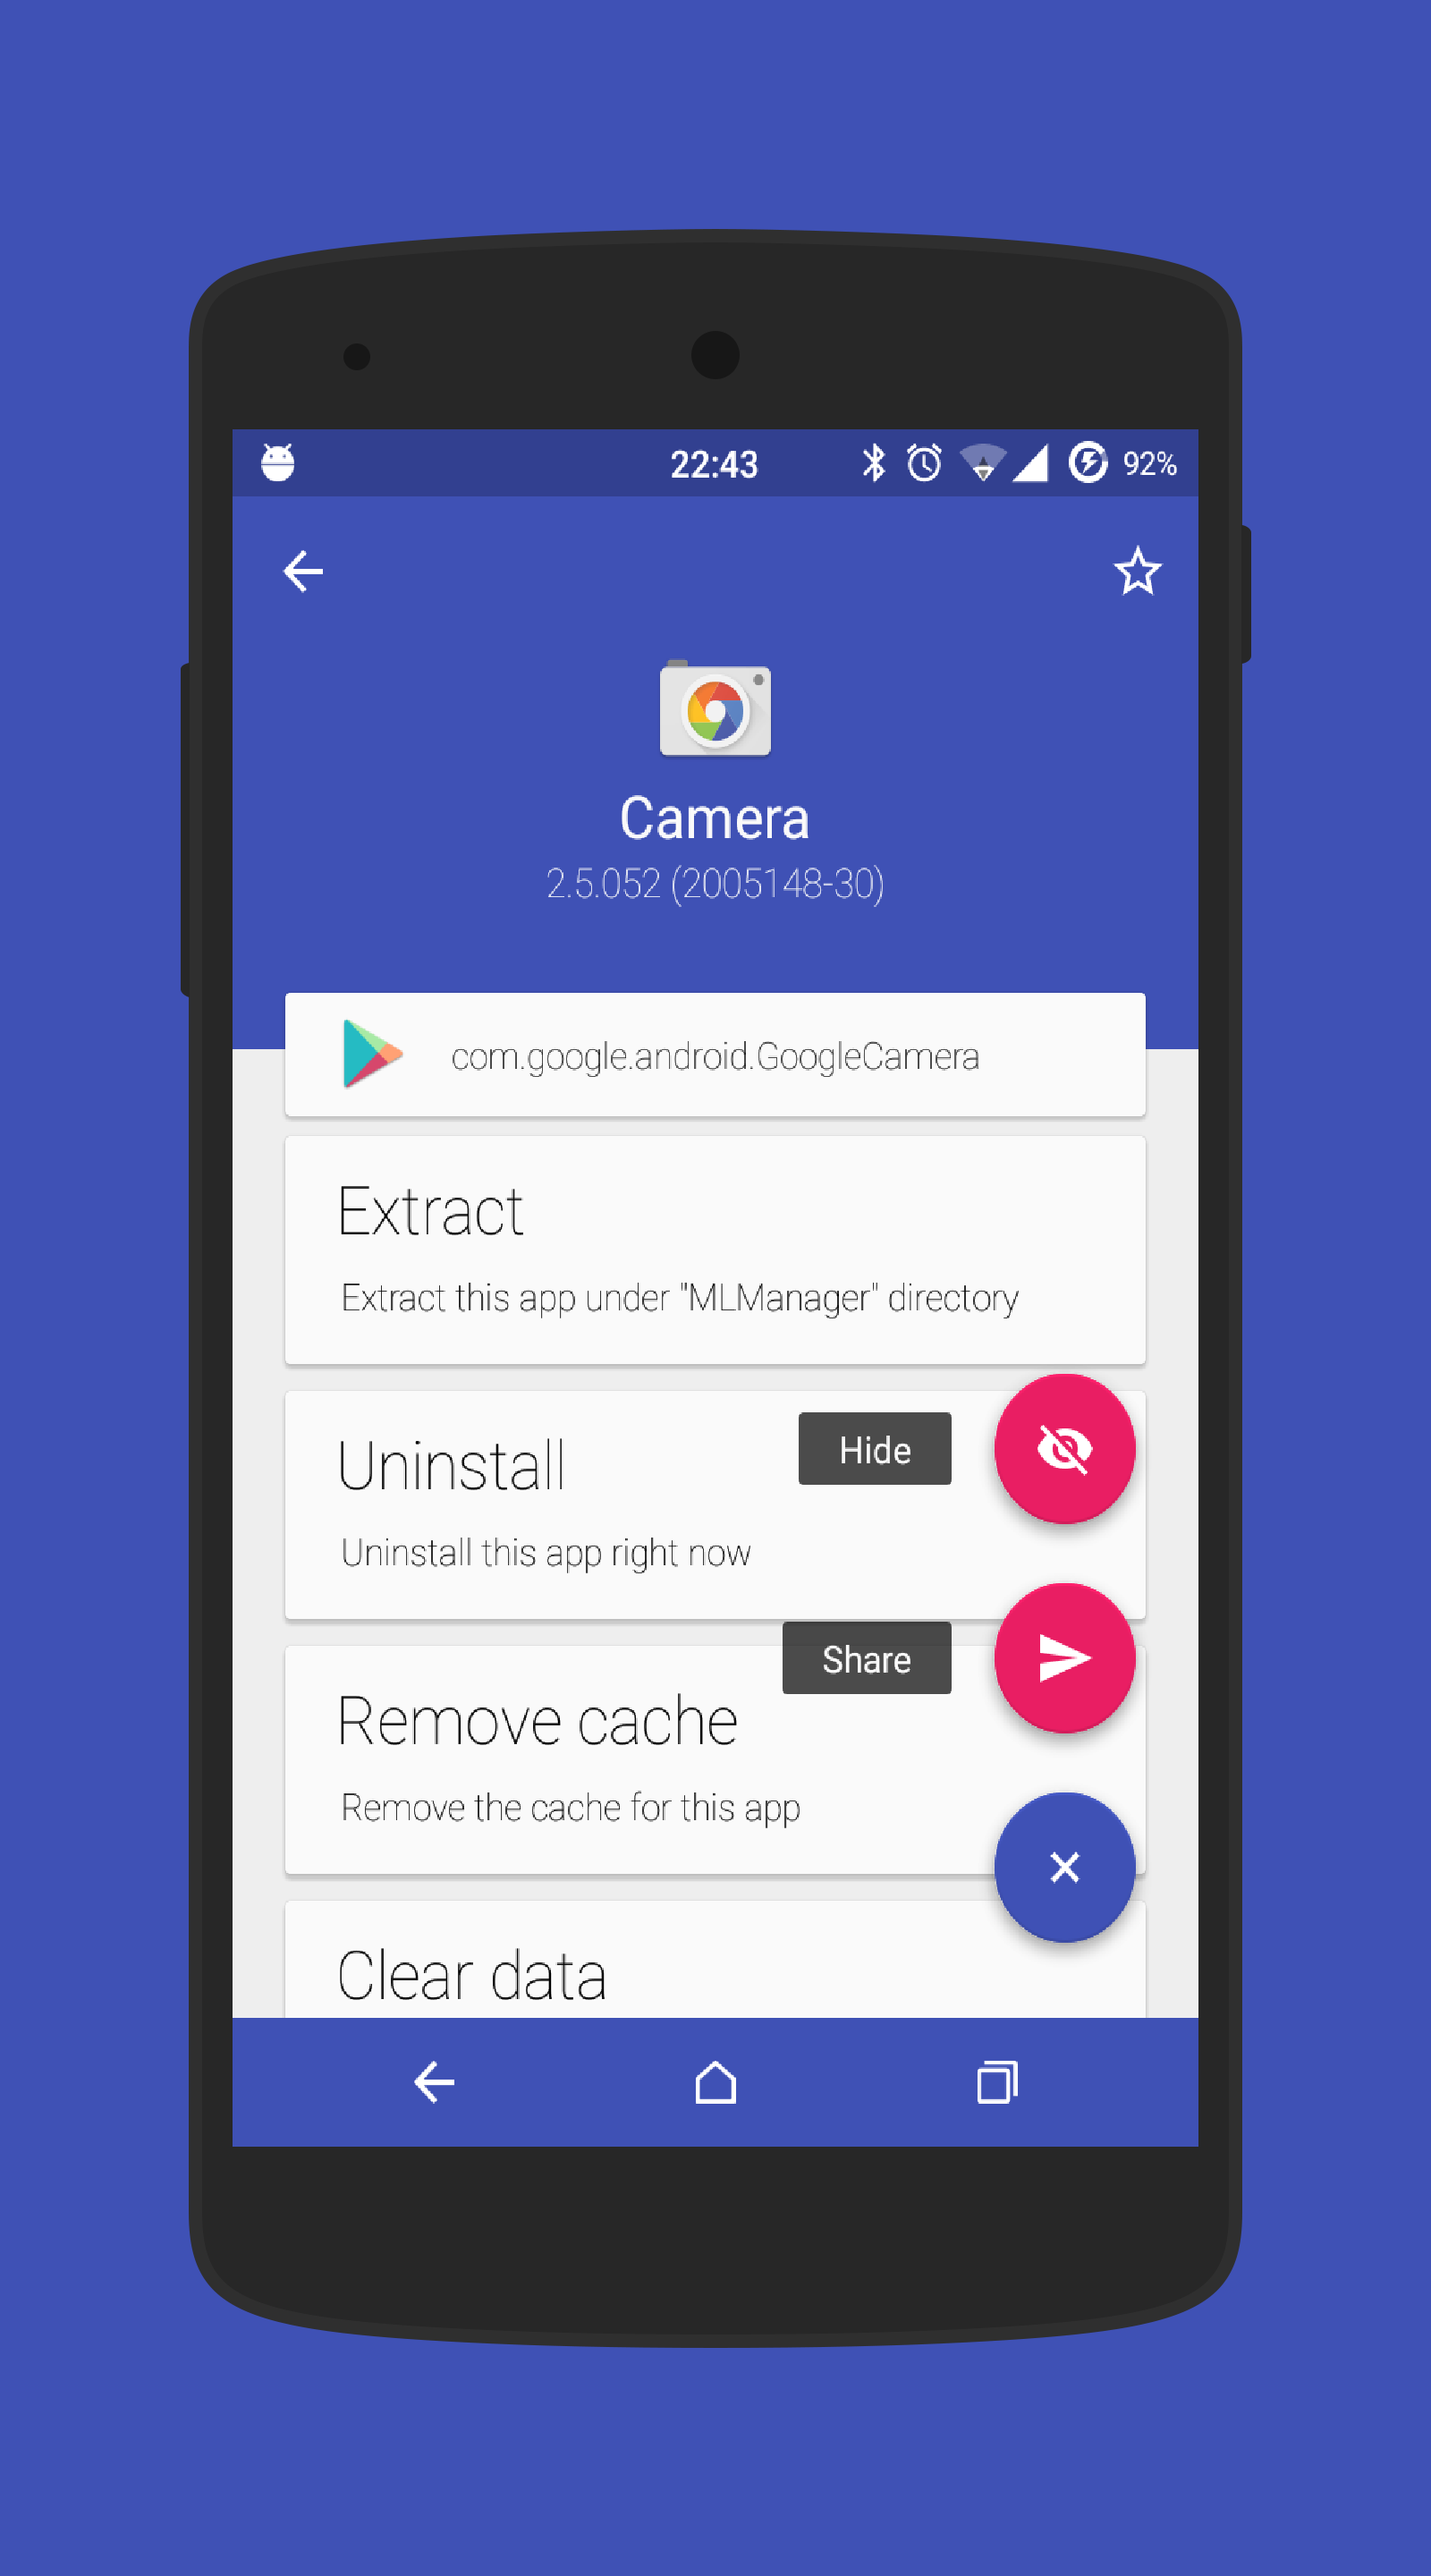 22:43 92%
Camera
2.5.052 (2005148-30)
com.google.android.GoogleCamera
Extract
Extract this app under "MLManager" directory
Uninstall
Hide
Uninstall this app right now
Share
Remove cache
Remove the cache for this app
Clear data